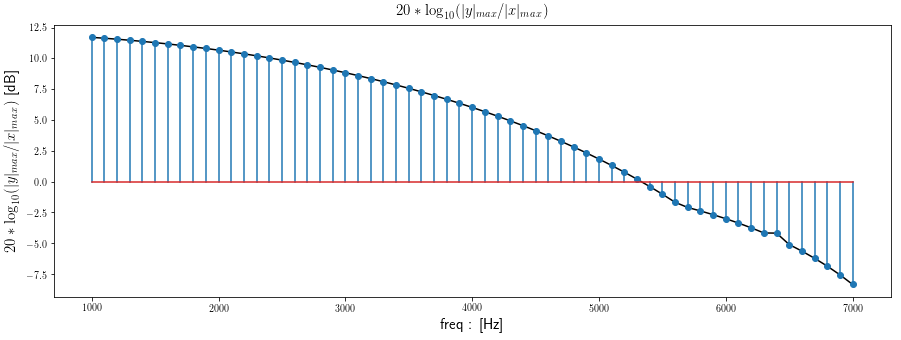 20 ∗ log₁₀(|y|ₘₐₓ/|x|ₘₐₓ)
20 ∗ log₁₀(|y|ₘₐₓ/|x|ₘₐₓ) [dB]
12.5
10.0
7.5
5.0
2.5
0.0
−2.5
−5.0
−7.5
1000 2000 3000 4000 5000 6000 7000
freq : [Hz]